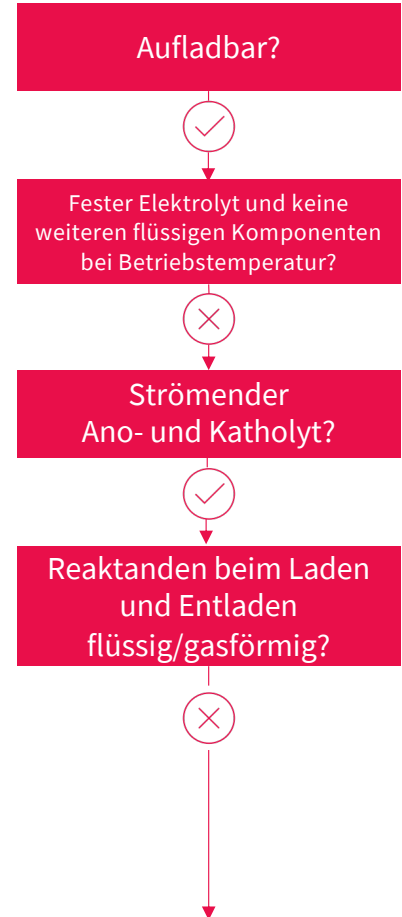 Aufladbar?
Fester Elektrolyt und keine
weiteren flüssigen Komponenten
bei Betriebstemperatur?
Strömender
Ano- und Katholyt?
Reaktanden beim Laden
und Entladen
flüssig/gasförmig?